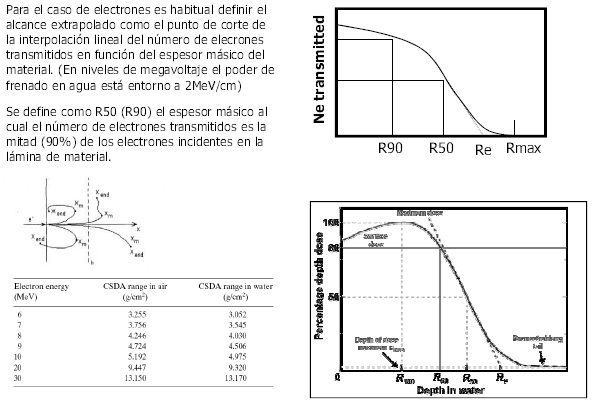 Para el caso de electrones es habitual definir el
alcance extrapolado como el punto de corte de
la interpolación lineal del número de elecrones
transmitidos en función del espesor másico del
material. (En niveles de megavoltaje el poder de
frenado en agua está entorno a 2MeV/cm)
Se define como R50 (R90) el espesor másico al
cual el número de electrones transmitidos es la
mitad (90%) de los electrones incidentes en la
lámina de material.
Ne transmitted
R90 R50 Re Rmax
X end
X m
X end
X m
X end
X m
X m
X end
e-
x
Electron energy CSDA range in air CSDA range in water
(MeV) (g/cm²) (g/cm²)
6 3.255 3.052
7 3.756 3.545
8 4.246 4.030
9 4.724 4.506
10 5.192 4.975
20 9.447 9.320
30 13.150 13.170
Maximum dose
100
Surface
dose
50
Percentage depth dose
Depth of dose
maximum
Bremsstrahlung
tail
0 R100 R50
Depth in water